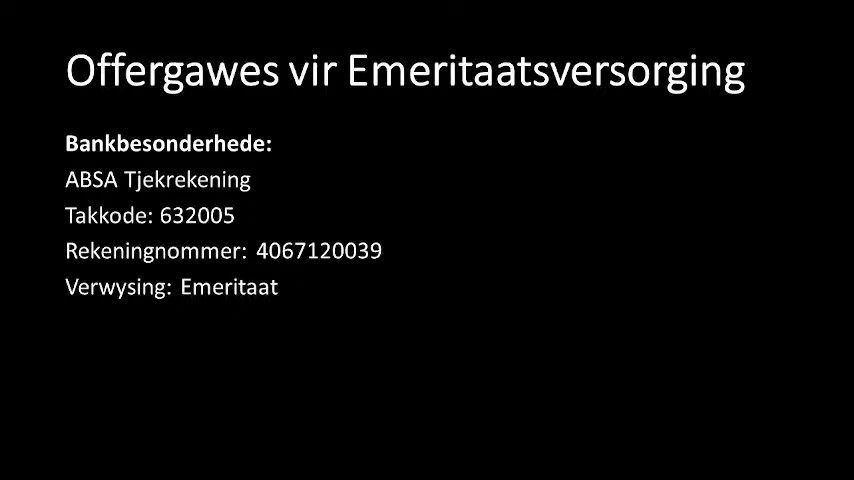 Offergawes vir Emeritaatsversorging
Bankbesonderhede:
ABSA Tjekrekening
Takkode: 632005
Rekeningnommer: 4067120039
Verwysing: Emeritaat